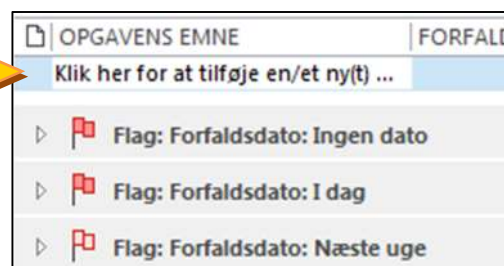 OPGAVENS EMNE FORFALD
Klik her for at tilføje en/et ny(t) ...
Flag: Forfaldsdato: Ingen dato
Flag: Forfaldsdato: I dag
Flag: Forfaldsdato: Næste uge